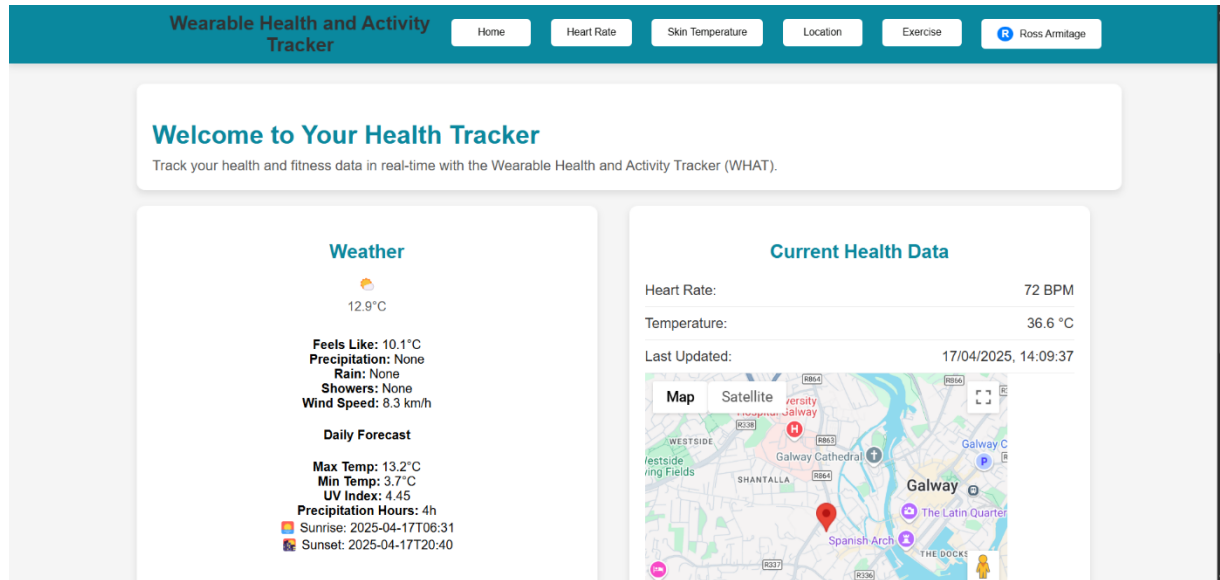 Wearable Health and Activity
Tracker
Home
Heart Rate
Skin Temperature
Location
Exercise
R Ross Armitage
Welcome to Your Health Tracker
Track your health and fitness data in real-time with the Wearable Health and Activity Tracker (WHAT).
Weather
12.9°C
Feels Like: 10.1°C
Precipitation: None
Rain: None
Showers: None
Wind Speed: 8.3 km/h
Daily Forecast
Max Temp: 13.2°C
Min Temp: 3.7°C
UV Index: 4.45
Precipitation Hours: 4h
Sunrise: 2025-04-17T06:31
Sunset: 2025-04-17T20:40
Current Health Data
Heart Rate: 72 BPM
Temperature: 36.6 °C
Last Updated: 17/04/2025, 14:09:37
Map Satellite
R864
R866
Galway
H
R338
R863
WESTSIDE
Galway Cathedral
Galway C
P
SHANTALLA
R864
Galway
The Latin Quarter
Spanish Arch
THE DOCKS
R337
R336